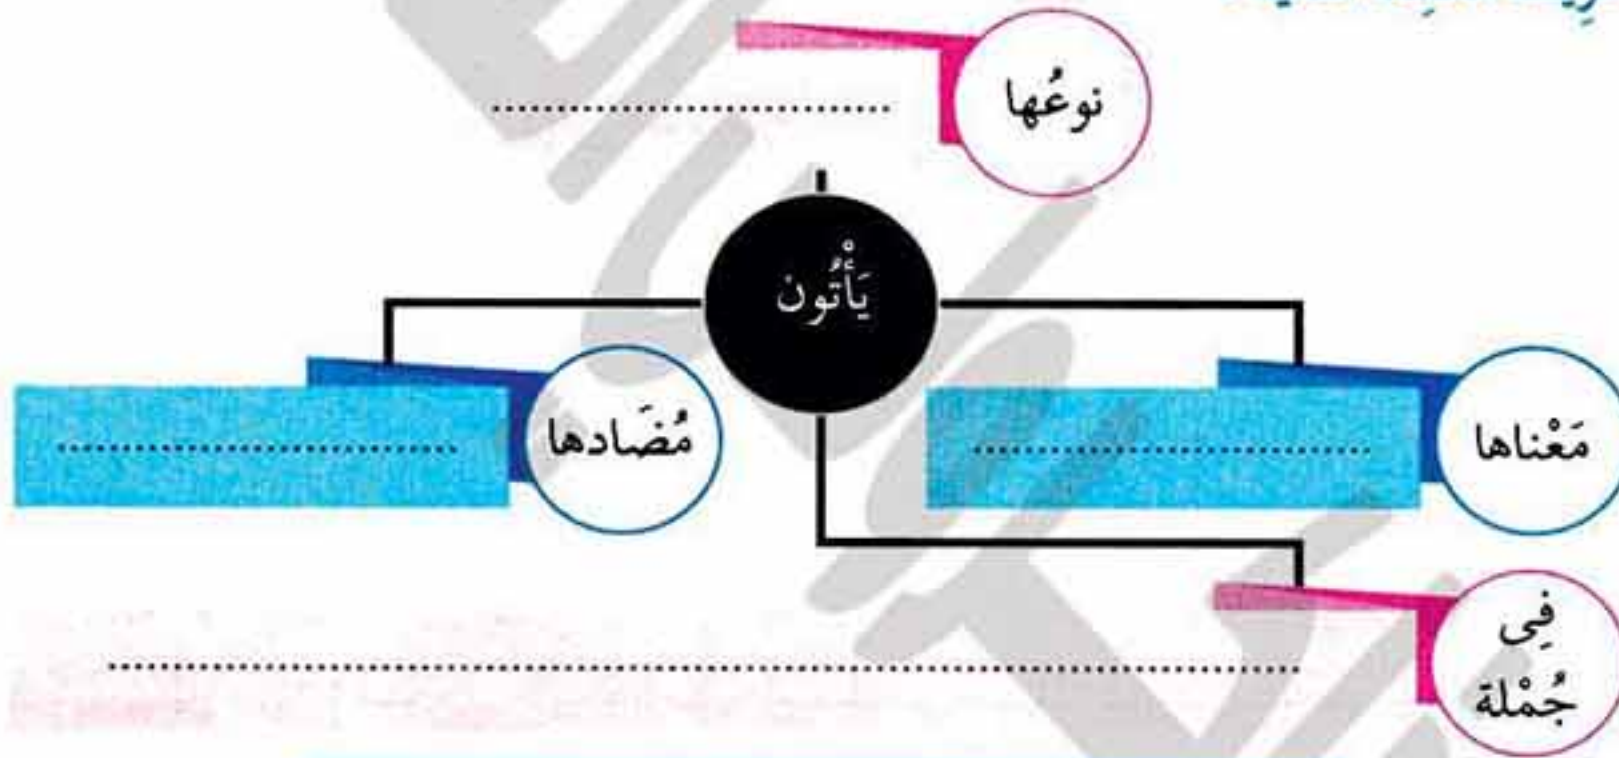 نوعُها
يَأْتُون
مَعْناها
مُضَادها
فِى
جُمْلة